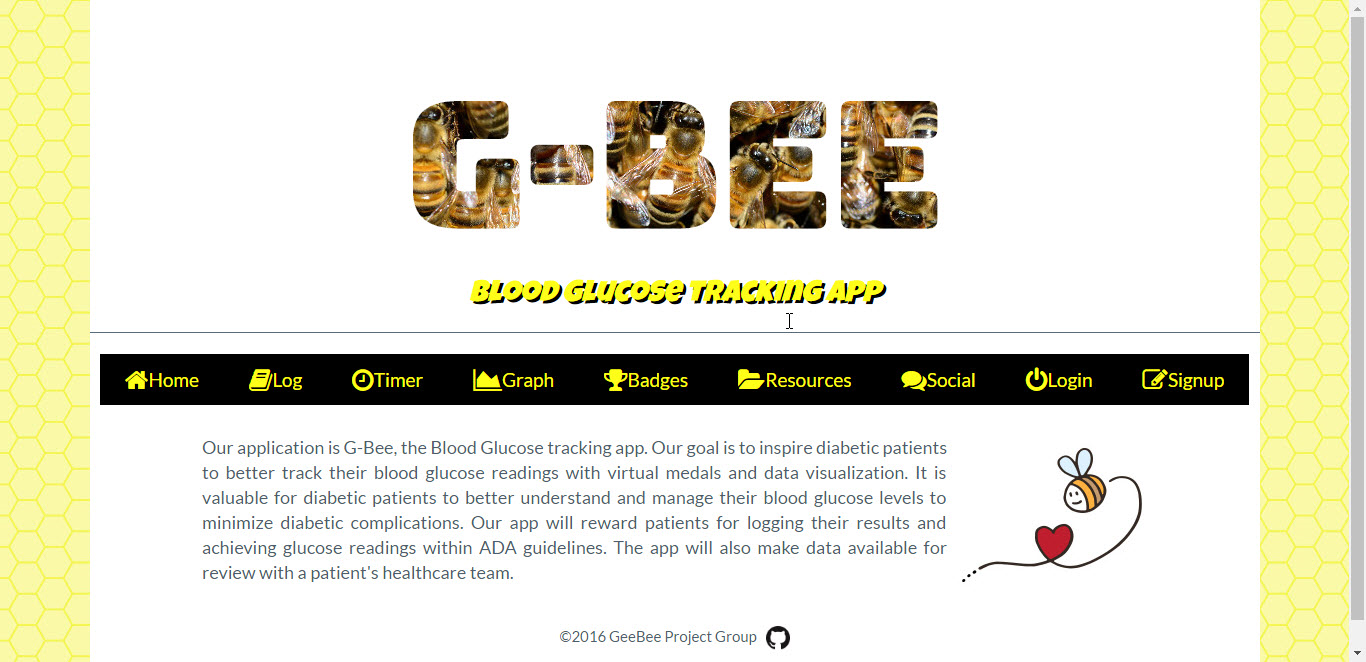 G-BEE
BLOOD GLUCOSE TRACKING APP
Home Log Timer Graph Badges Resources Social Login Signup
Our application is G-Bee, the Blood Glucose tracking app. Our goal is to inspire diabetic patients
to better track their blood glucose readings with virtual medals and data visualization. It is
valuable for diabetic patients to better understand and manage their blood glucose levels to
minimize diabetic complications. Our app will reward patients for logging their results and
achieving glucose readings within ADA guidelines. The app will also make data available for
review with a patient's healthcare team.
©2016 GeeBee Project Group